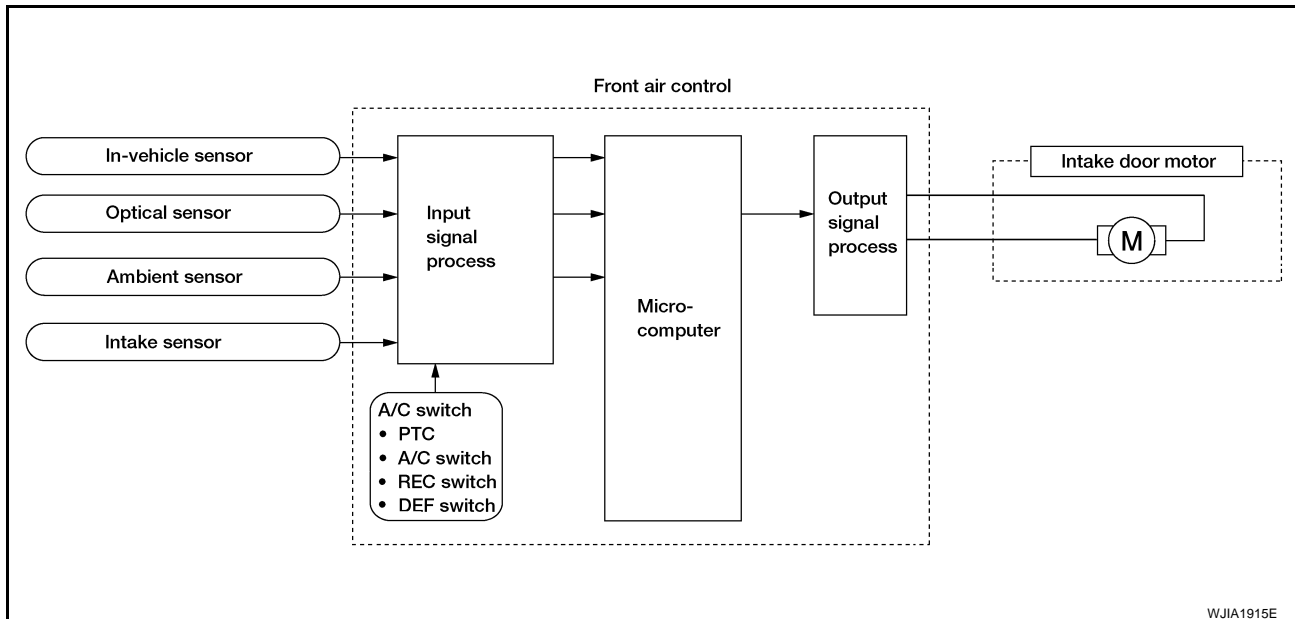 Front air control
In-vehicle sensor
Optical sensor
Ambient sensor
Intake sensor
Input
signal
process
A/C switch
• PTC
• A/C switch
• REC switch
• DEF switch
Micro-
computer
Output
signal
process
Intake door motor
M
WJIA1915E